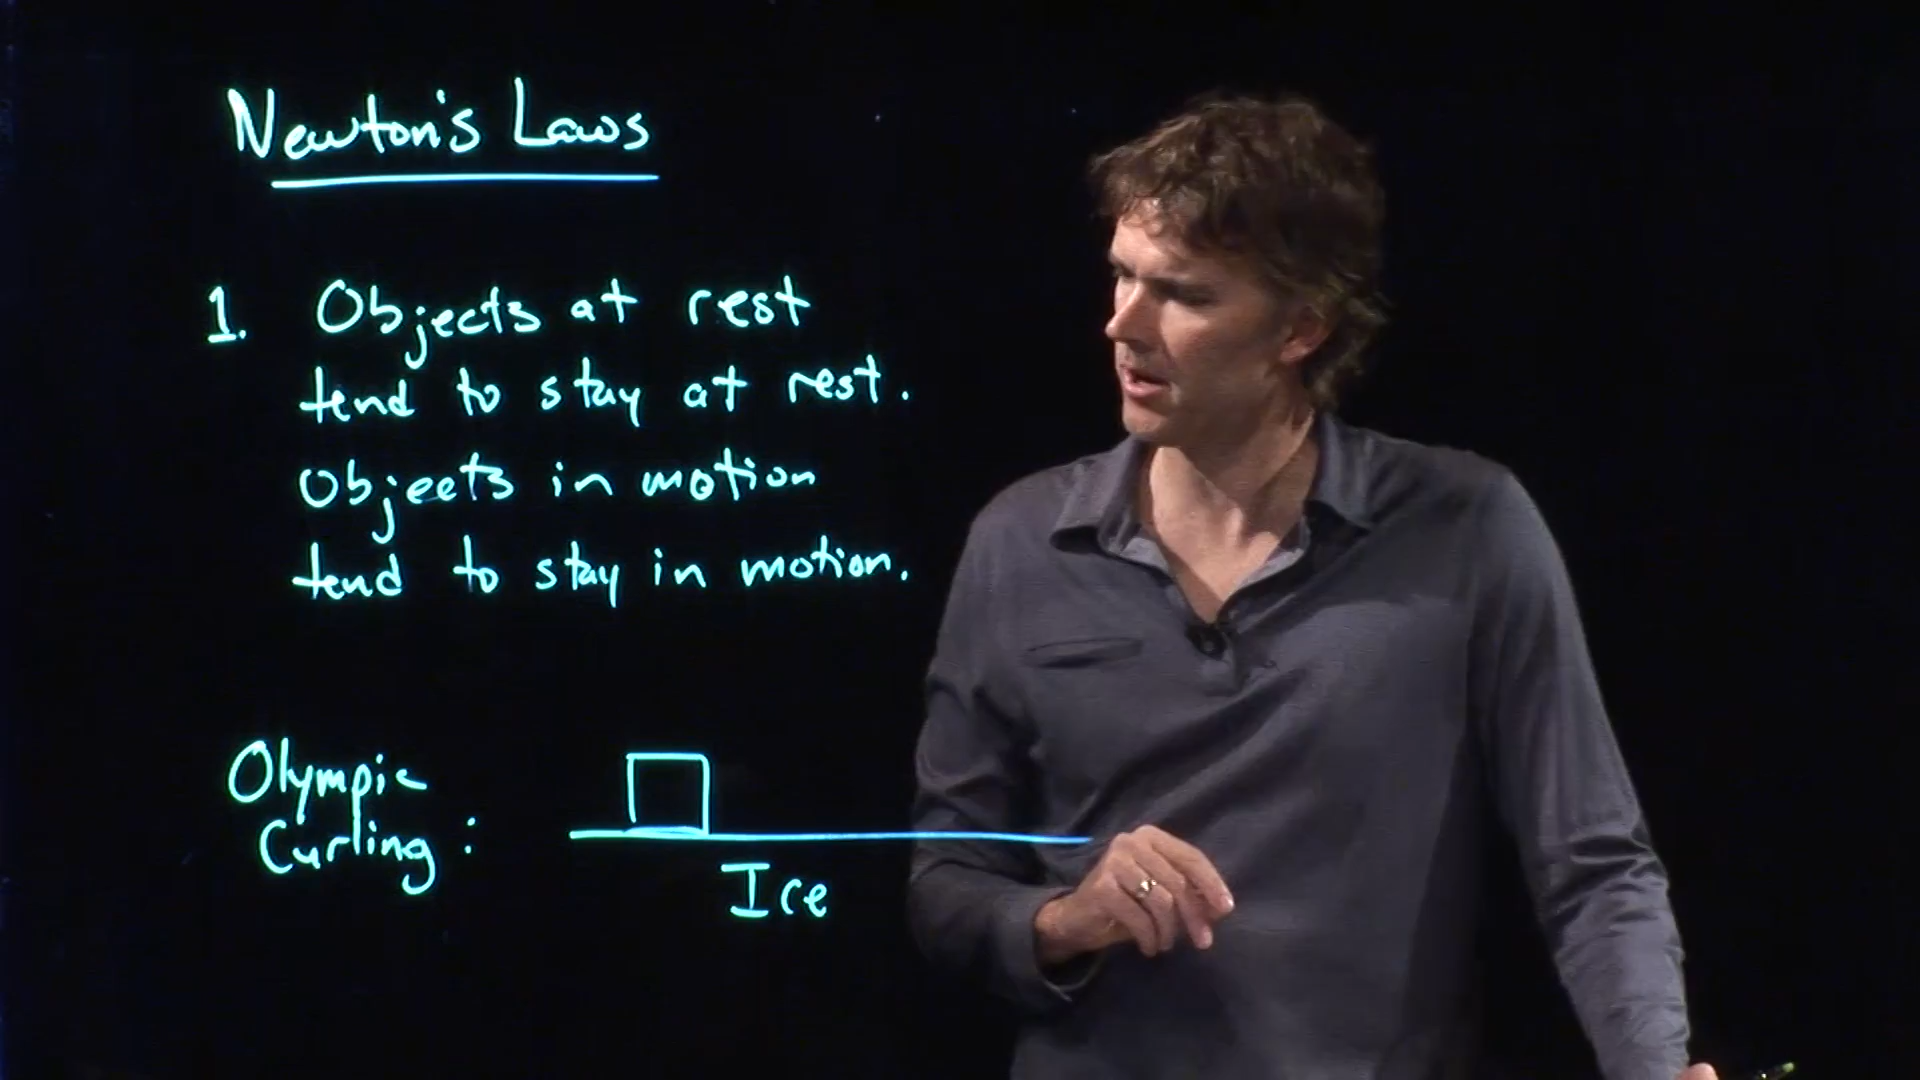 Newton's Laws
1. Objects at rest
tend to stay at rest.
Objects in motion
tend to stay in motion.
Olympic
Curling :
Ice